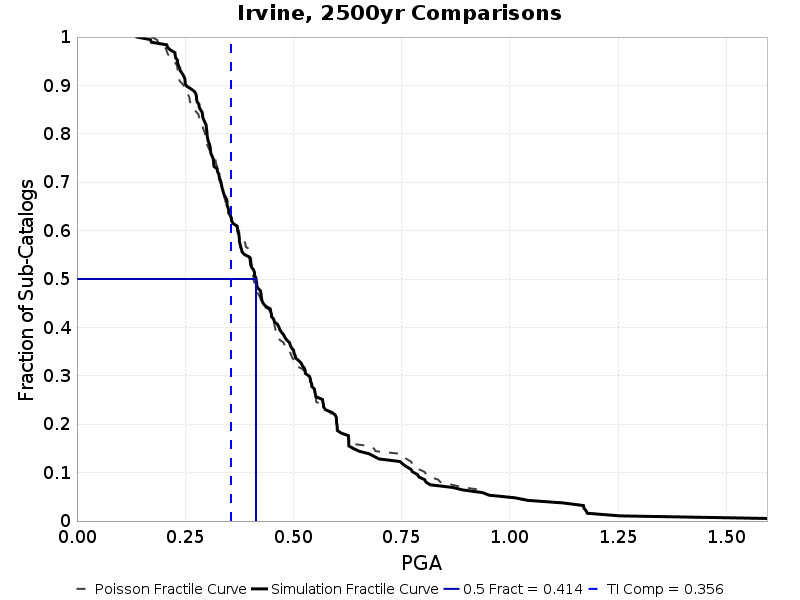 Irvine, 2500yr Comparisons
1
0.9
0.8
0.7
0.6
0.5
0.4
0.3
0.2
0.1
0
Fraction of Sub-Catalogs
0.00 0.25 0.50 0.75 1.00 1.25 1.50
PGA
Poisson Fractile Curve Simulation Fractile Curve 0.5 Fract = 0.414 TI Comp = 0.356